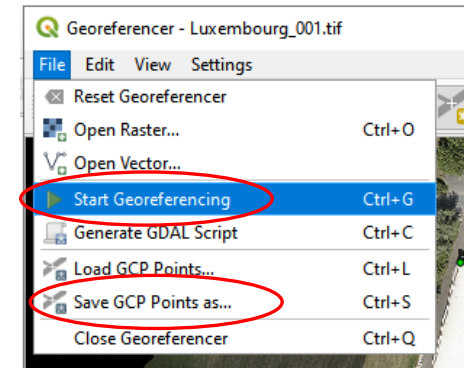 Georeferencer - Luxembourg_001.tif
File Edit View Settings
Reset Georeferencer
Open Raster... Ctrl+O
Open Vector...
Start Georeferencing Ctrl+G
Generate GDAL Script Ctrl+C
Load GCP Points... Ctrl+L
Save GCP Points as... Ctrl+S
Close Georeferencer Ctrl+Q